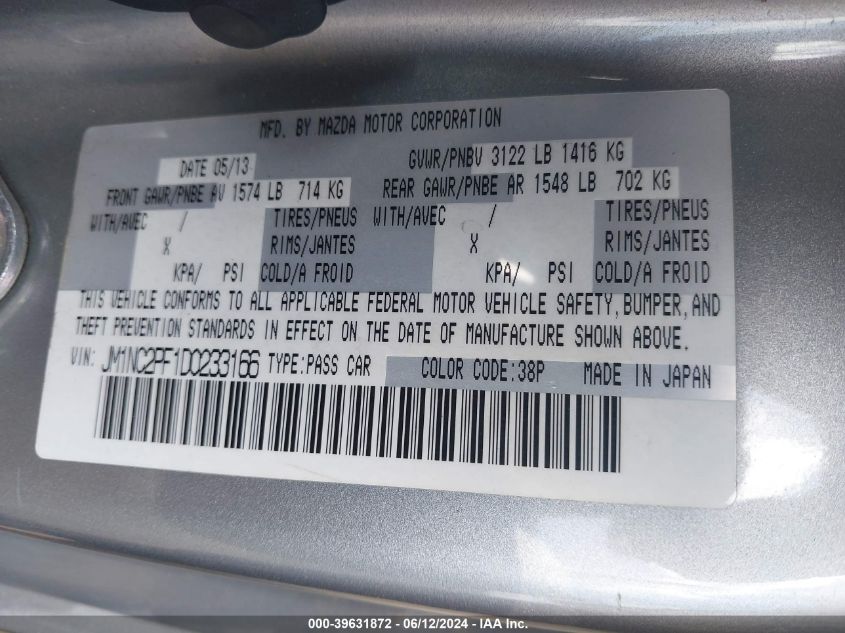 MFD. BY MAZDA MOTOR CORPORATION
DATE 05/13 GVWR/PNBV 3122 LB 1416 KG
FRONT GAWR/PNBE AV 1574 LB 714 KG REAR GAWR/PNBE AR 1548 LB 702 KG
WITH/AVEC / TIRES/PNEUS WITH/AVEC / TIRES/PNEUS
X RIMS/JANTES X RIMS/JANTES
KPA/ PSI COLD/A FROID KPA/ PSI COLD/A FROID
THIS VEHICLE CONFORMS TO ALL APPLICABLE FEDERAL MOTOR VEHICLE SAFETY, BUMPER, AND
THEFT PREVENTION STANDARDS IN EFFECT ON THE DATE OF MANUFACTURE SHOWN ABOVE.
VIN: JM1NC2PF1D0233166 TYPE:PASS CAR COLOR CODE:38P MADE IN JAPAN
000-39631872 - 06/12/2024 - IAAI.com